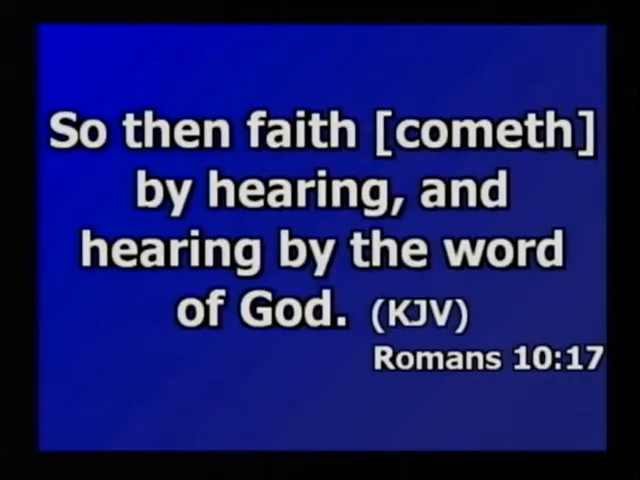 So then faith [cometh]
by hearing, and
hearing by the word
of God. (KJV)
Romans 10:17